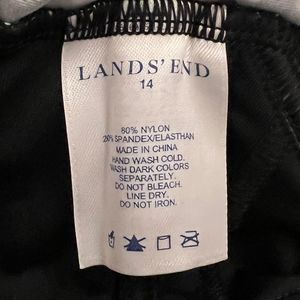 LANDS' END
14
80% NYLON
20% SPANDEX/ELASTHAN
MADE IN CHINA
HAND WASH COLD.
WASH DARK COLORS
SEPARATELY.
DO NOT BLEACH.
LINE DRY.
DO NOT IRON.